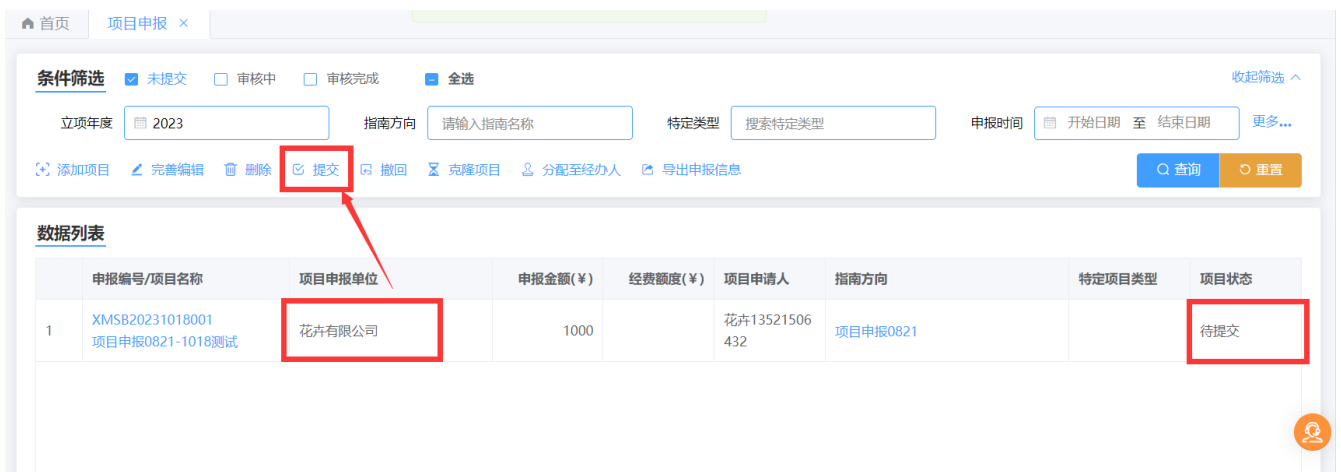 首页 项目申报 ×
条件筛选 未提交 审核中 审核完成 全选 收起筛选
立项年度 2023 指南方向 请输入指南名称 特定类型 搜索特定类型 申报时间 开始日期 至 结束日期 更多...
添加项目 完善编辑 删除 提交 撤回 克隆项目 分配至经办人 导出申报信息 查询 重置
数据列表
申报编号/项目名称 项目申报单位 申报金额(¥) 经费额度(¥) 项目申请人 指南方向 特定项目类型 项目状态
1 XMSB20231018001 花卉有限公司 1000 花卉13521506 项目申报0821 待提交
项目申报0821-1018测试 432